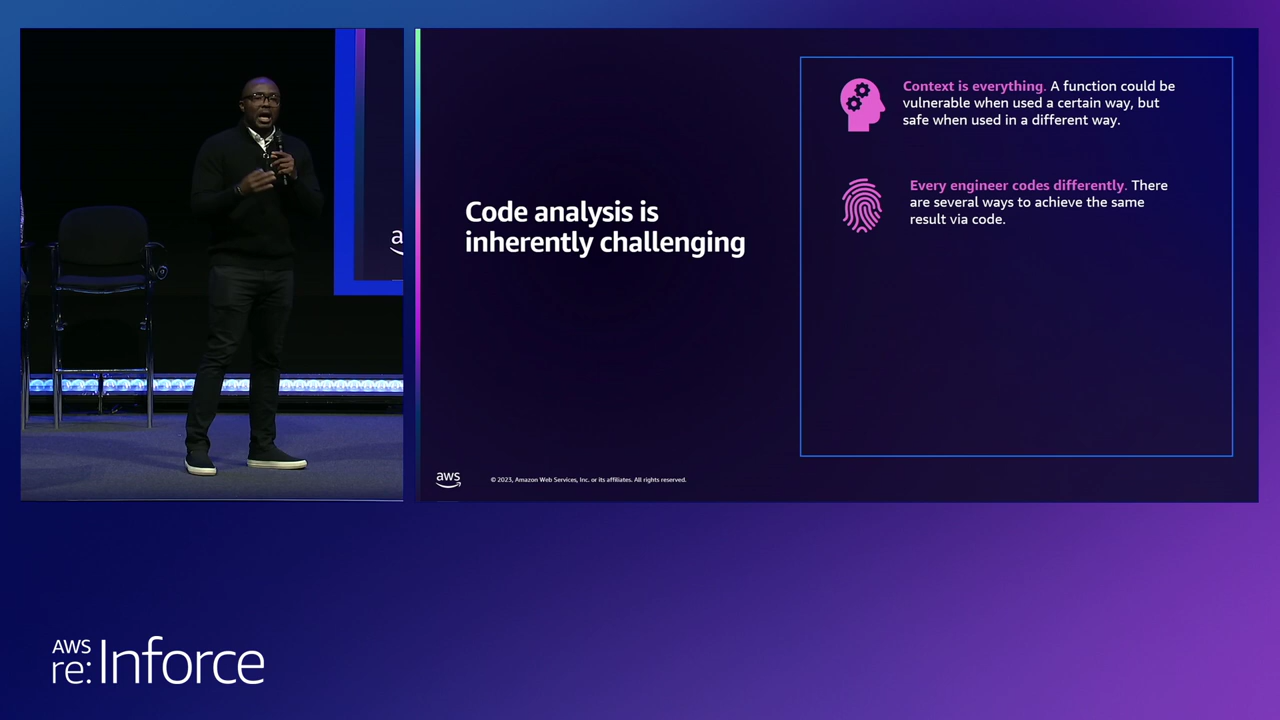 a
Code analysis is
inherently challenging
Context is everything. A function could be
vulnerable when used a certain way, but
safe when used in a different way.
Every engineer codes differently. There
are several ways to achieve the same
result via code.
aws
© 2023, Amazon Web Services, Inc. or its affiliates. All rights reserved.
AWS
re:Inforce